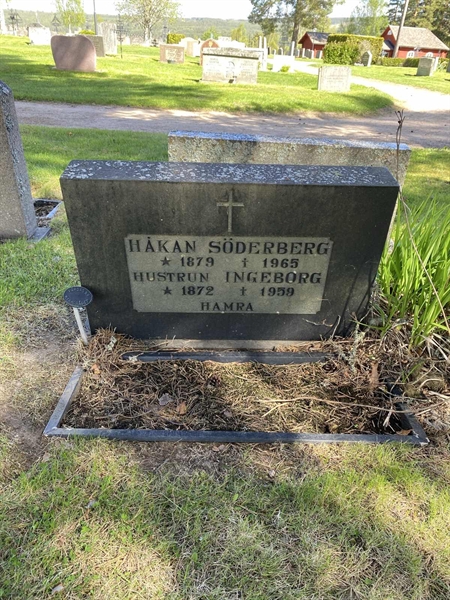 HÅKAN SÖDERBERG
★ 1879 † 1965
HUSTRUN INGEBORG
★ 1872 † 1959
HAMRA